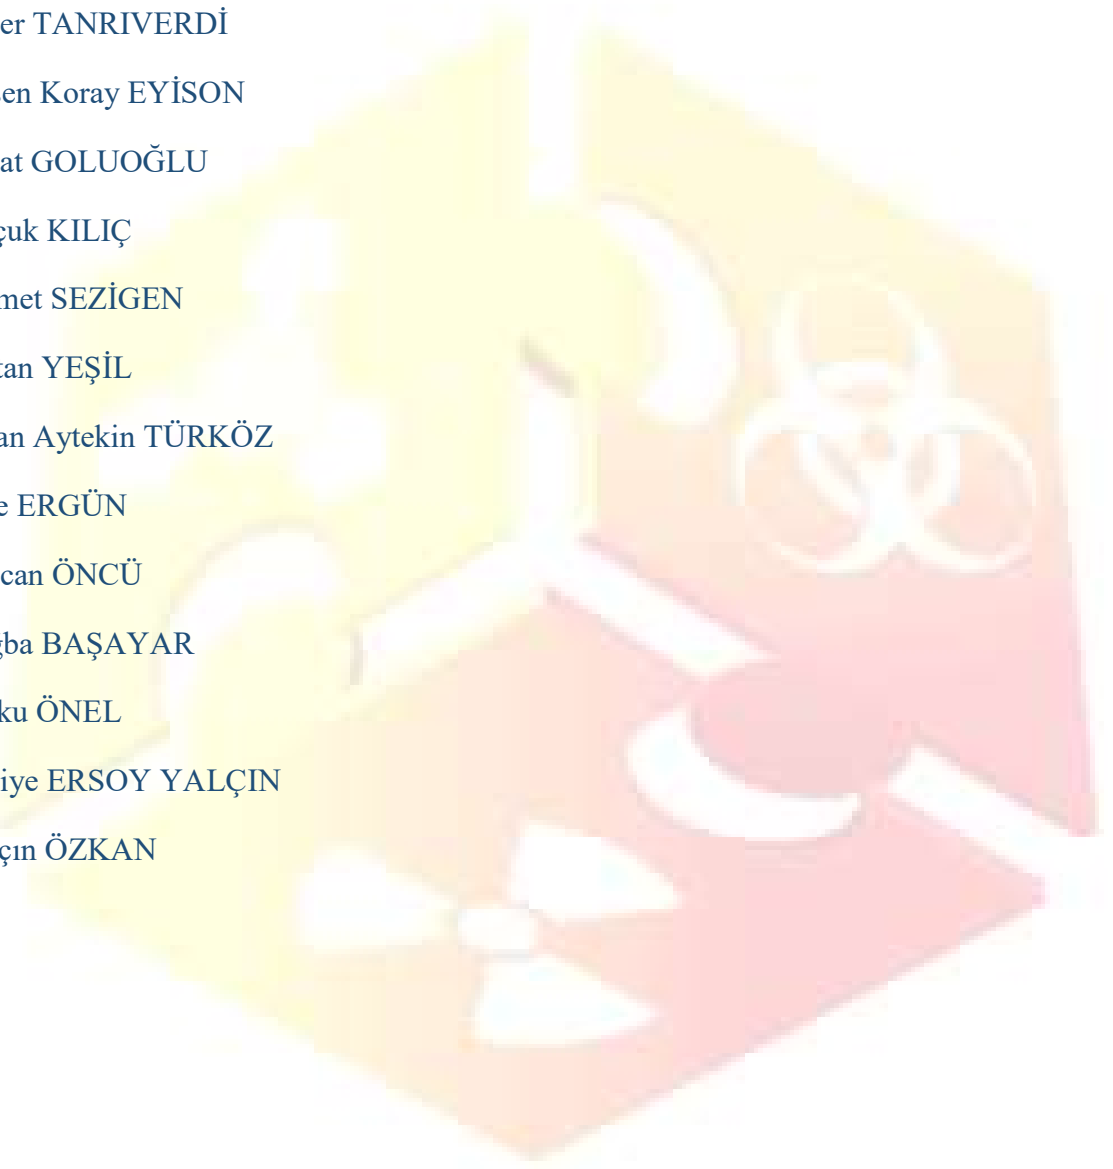 er TANRIVERDİ
en Koray EYİSON
at GOLUOĞLU
çuk KILIÇ
met SEZİGEN
tan YEŞİL
an Aytekin TÜRKÖZ
e ERGÜN
can ÖNCÜ
ğba BAŞAYAR
ku ÖNEL
iye ERSOY YALÇIN
çın ÖZKAN